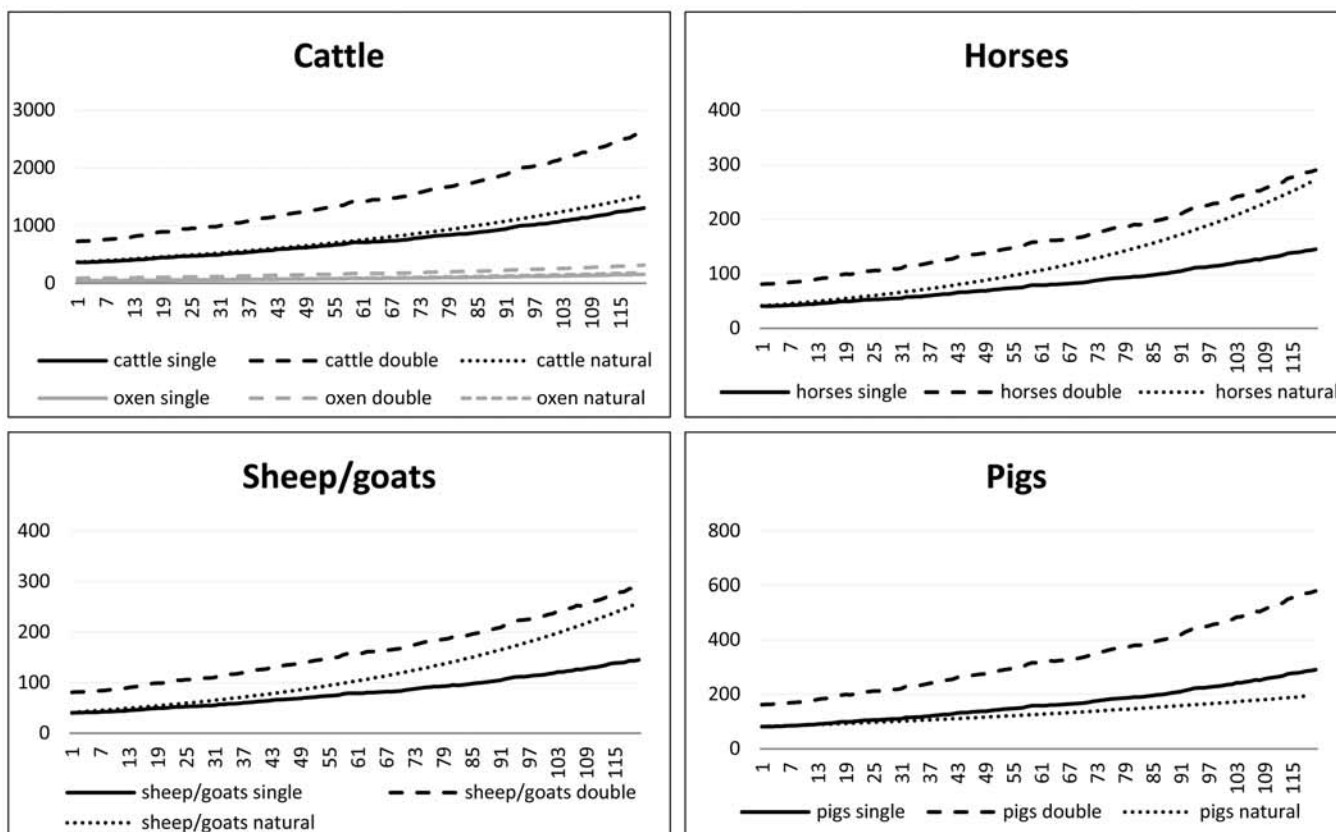 Cattle
3000
2000
1000
0
1 7 13 19 25 31 37 43 49 55 61 67 73 79 85 91 97 103 109 115
cattle single cattle double cattle natural
oxen single oxen double oxen natural
Horses
400
300
200
100
0
1 7 13 19 25 31 37 43 49 55 61 67 73 79 85 91 97 103 109 115
horses single horses double horses natural
Sheep/goats
400
300
200
100
0
1 7 13 19 25 31 37 43 49 55 61 67 73 79 85 91 97 103 109 115
sheep/goats single sheep/goats double
sheep/goats natural
Pigs
800
600
400
200
0
1 7 13 19 25 31 37 43 49 55 61 67 73 79 85 91 97 103 109 115
pigs single pigs double pigs natural